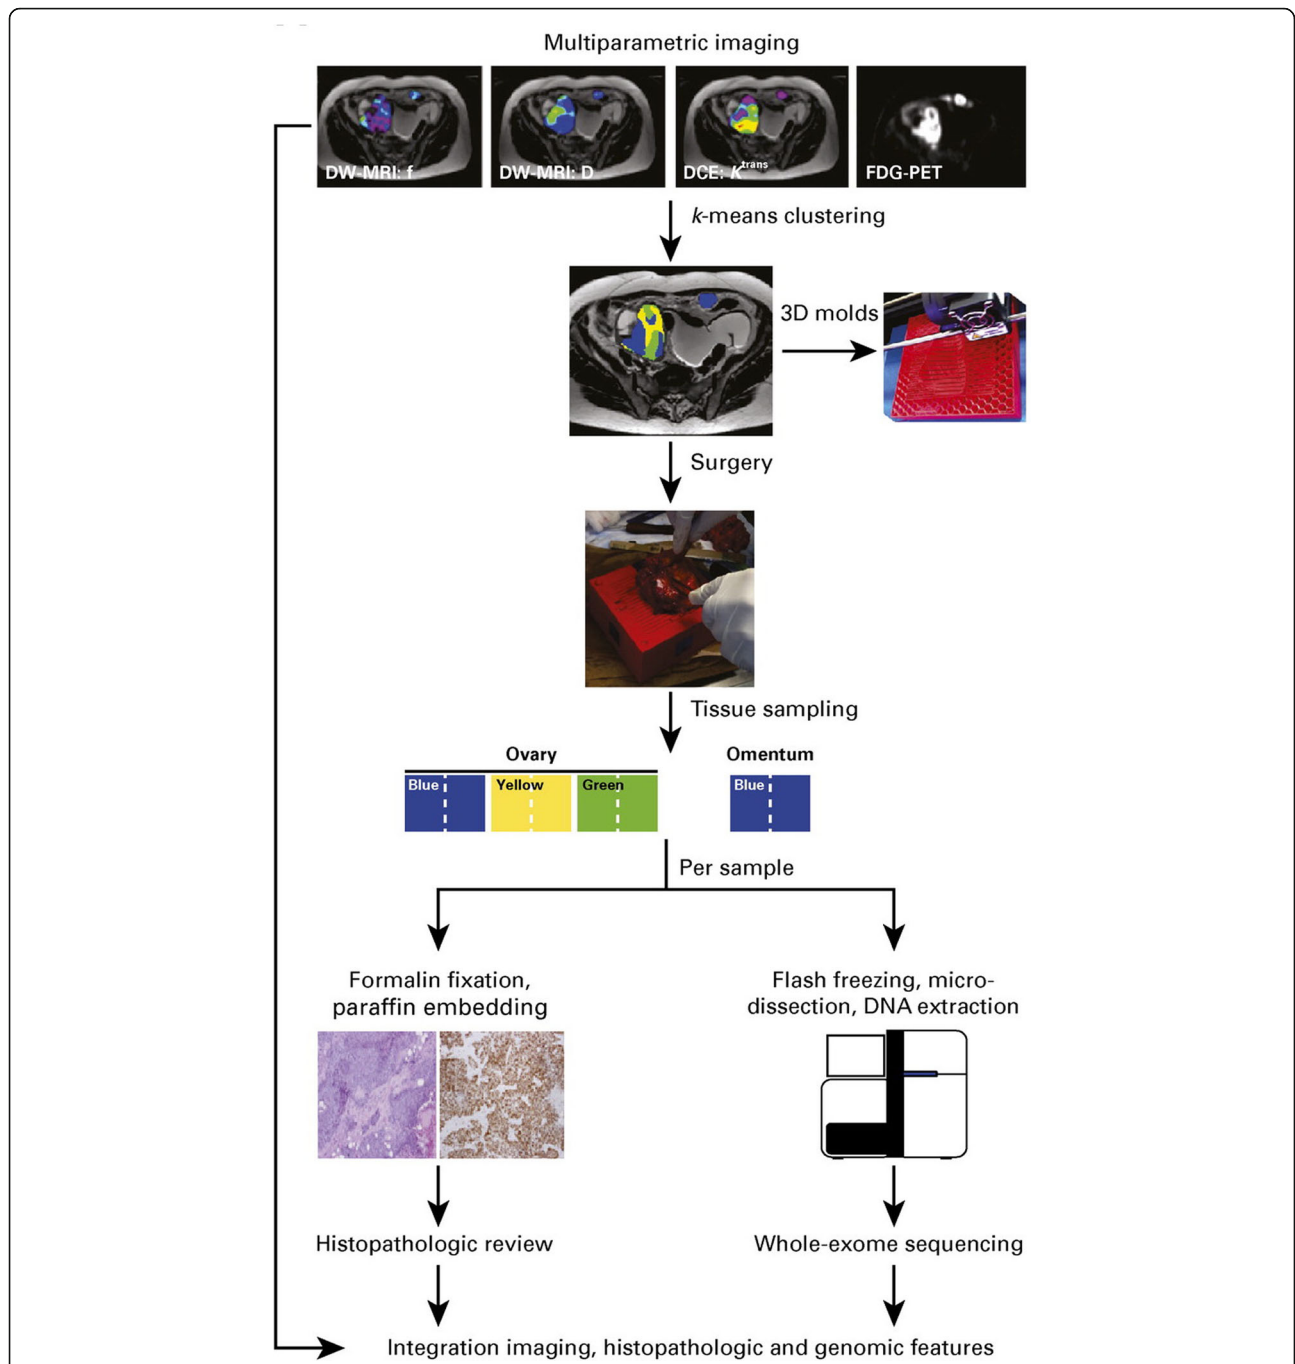 Multiparametric imaging
DW-MRI: f
DW-MRI: D
DCE: Ktrans
FDG-PET
k-means clustering
3D molds
Surgery
Tissue sampling
Ovary
Omentum
Blue
Yellow
Green
Blue
Per sample
Formalin fixation,
paraffin embedding
Flash freezing, micro-
dissection, DNA extraction
Histopathologic review
Whole-exome sequencing
Integration imaging, histopathologic and genomic features